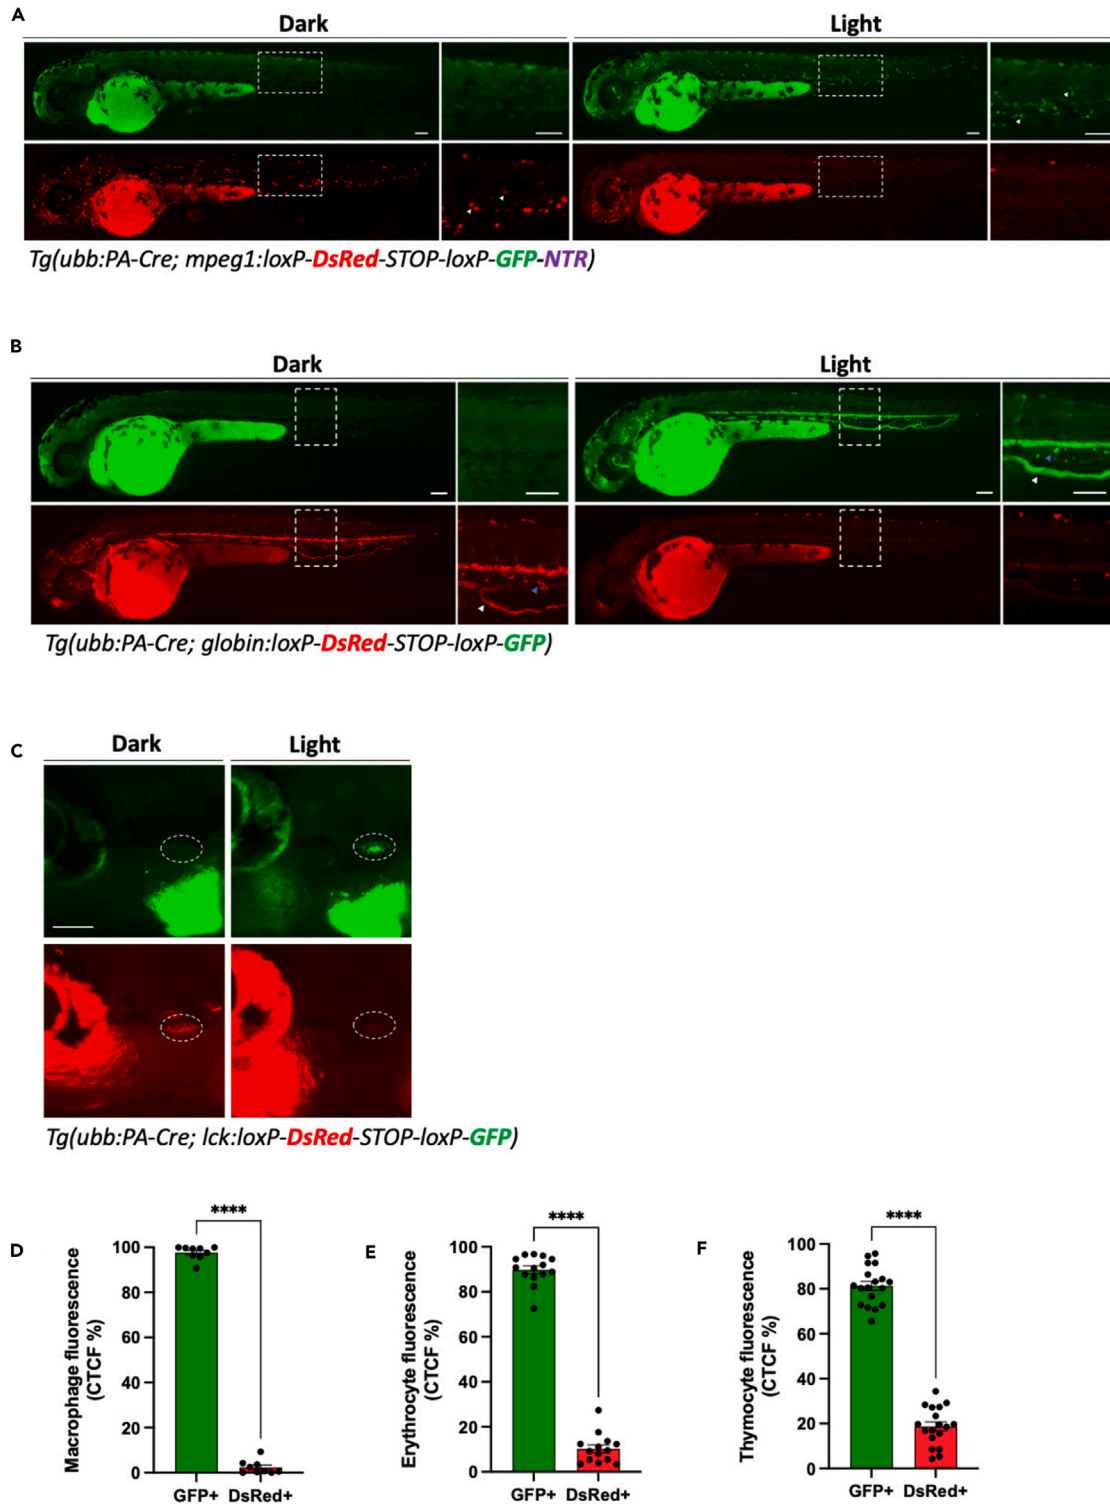 A
Dark
Light
Tg(ubb:PA-Cre; mpeg1:loxP-DsRed-STOP-loxP-GFP-NTR)
B
Dark
Light
Tg(ubb:PA-Cre; globin:loxP-DsRed-STOP-loxP-GFP)
C
Dark
Light
Tg(ubb:PA-Cre; lck:loxP-DsRed-STOP-loxP-GFP)
D
Macrophage fluorescence
(CTCF %)
100
80
60
40
20
0
****
GFP+ DsRed+
E
Erythrocyte fluorescence
(CTCF %)
100
80
60
40
20
0
****
GFP+ DsRed+
F
Thymocyte fluorescence
(CTCF %)
100
80
60
40
20
0
****
GFP+ DsRed+